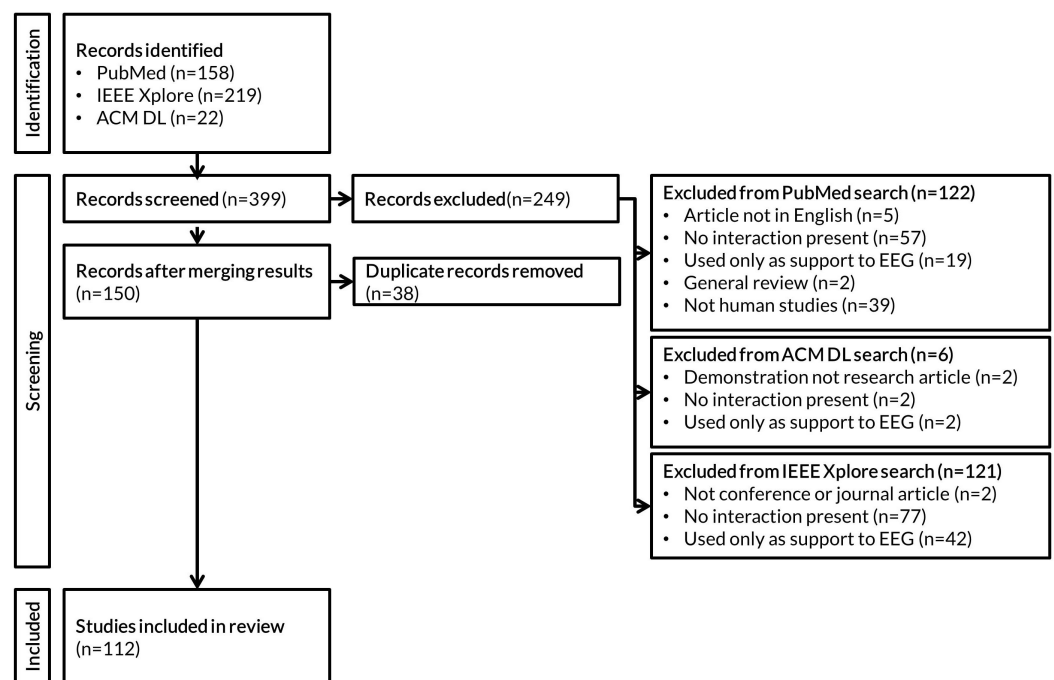 Identification
Records identified
• PubMed (n=158)
• IEEE Xplore (n=219)
• ACM DL (n=22)
Screening
Records screened (n=399)
Records excluded(n=249)
Records after merging results
(n=150)
Duplicate records removed
(n=38)
Excluded from PubMed search (n=122)
• Article not in English (n=5)
• No interaction present (n=57)
• Used only as support to EEG (n=19)
• General review (n=2)
• Not human studies (n=39)
Excluded from ACM DL search (n=6)
• Demonstration not research article (n=2)
• No interaction present (n=2)
• Used only as support to EEG (n=2)
Excluded from IEEE Xplore search (n=121)
• Not conference or journal article (n=2)
• No interaction present (n=77)
• Used only as support to EEG (n=42)
Included
Studies included in review
(n=112)